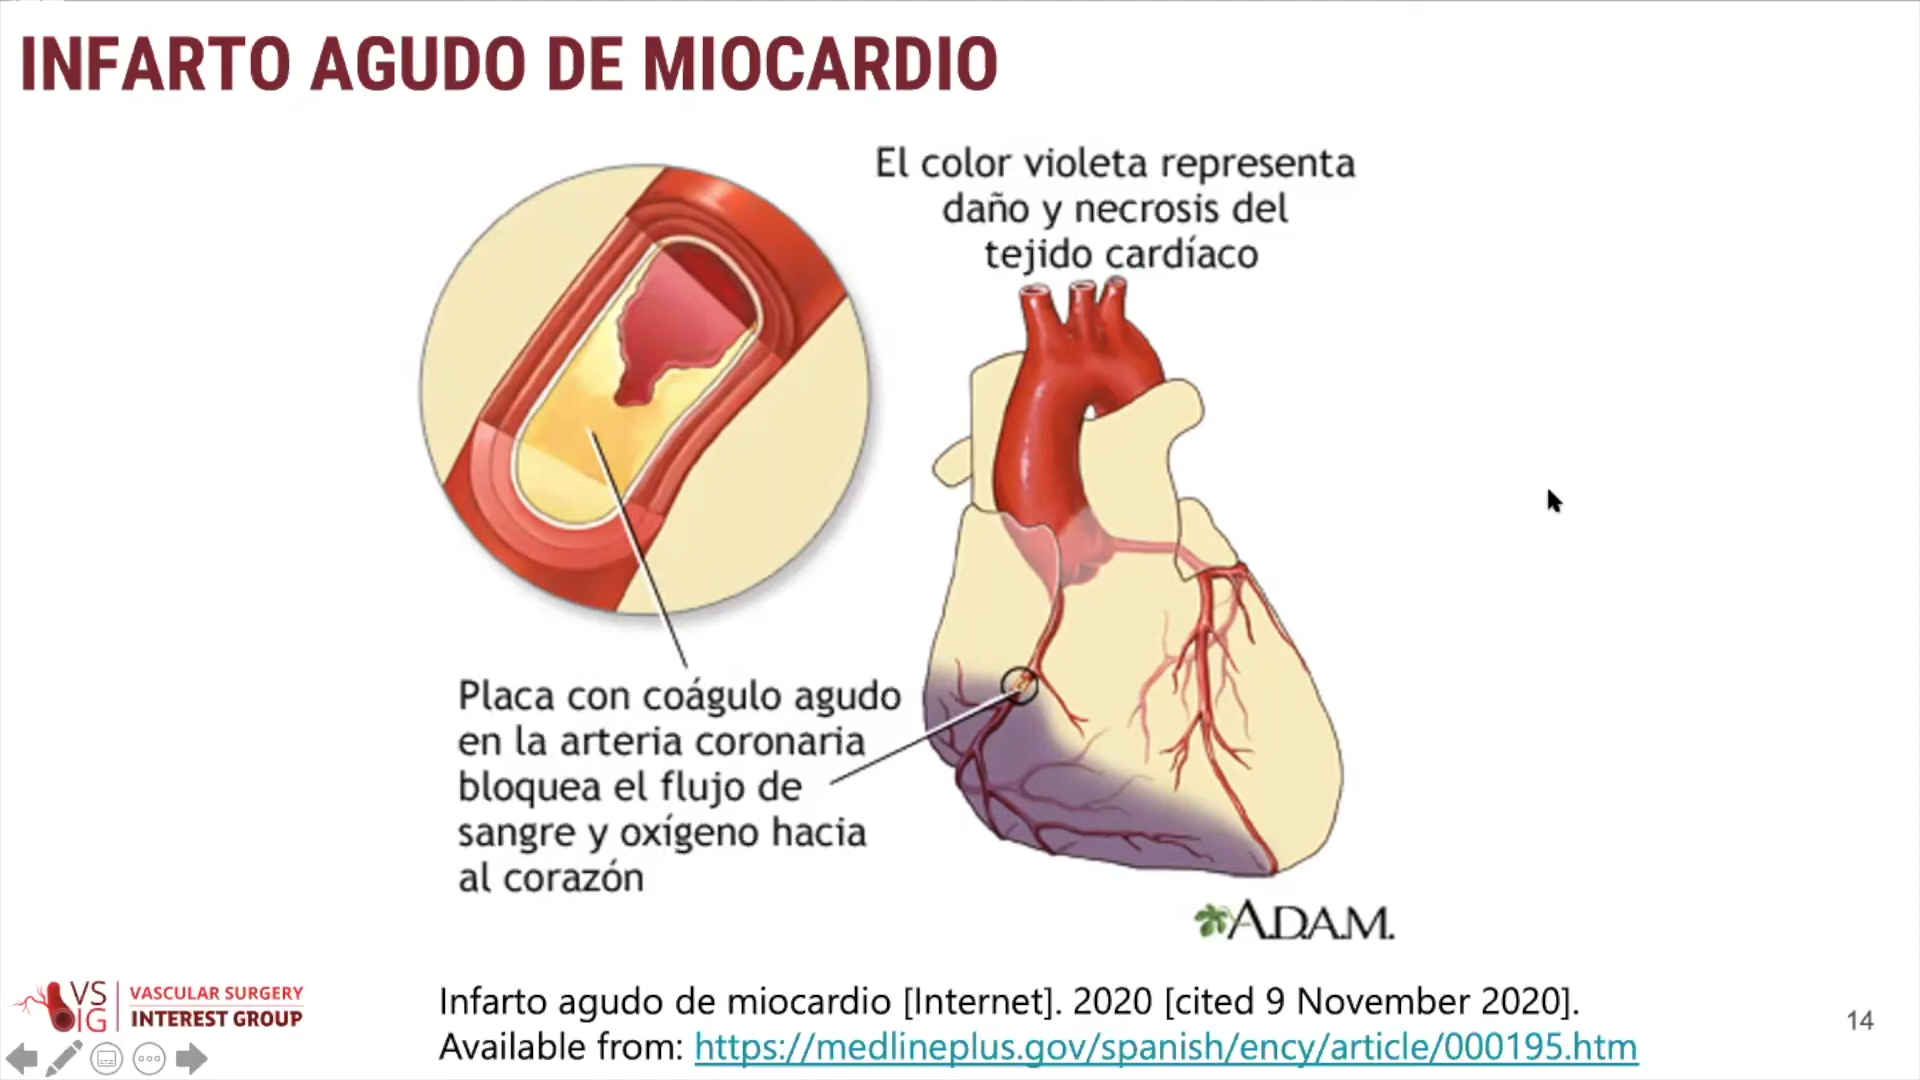 INFARTO AGUDO DE MIOCARDIO
El color violeta representa
daño y necrosis del
tejido cardíaco
Placa con coágulo agudo
en la arteria coronaria
bloquea el flujo de
sangre y oxígeno hacia
al corazón
A.D.A.M.
VS
IG
VASCULAR SURGERY
INTEREST GROUP
Infarto agudo de miocardio [Internet]. 2020 [cited 9 November 2020].
Available from: https://medlineplus.gov/spanish/ency/article/000195.htm
14